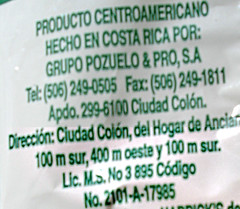 PRODUCTO CENTROAMERICANO
HECHO EN COSTA RICA POR:
GRUPO POZUELO & PRO, S.A
Tel: (506) 249-0505 Fax: (506) 249-1811
Apdo. 299-6100 Ciudad Colón.
Dirección: Ciudad Colón, del Hogar de Ancian
100 m sur, 400 m oeste y 100 m sur.
Lic. M.S. No 3 895 Código
No. 2101-A-17985